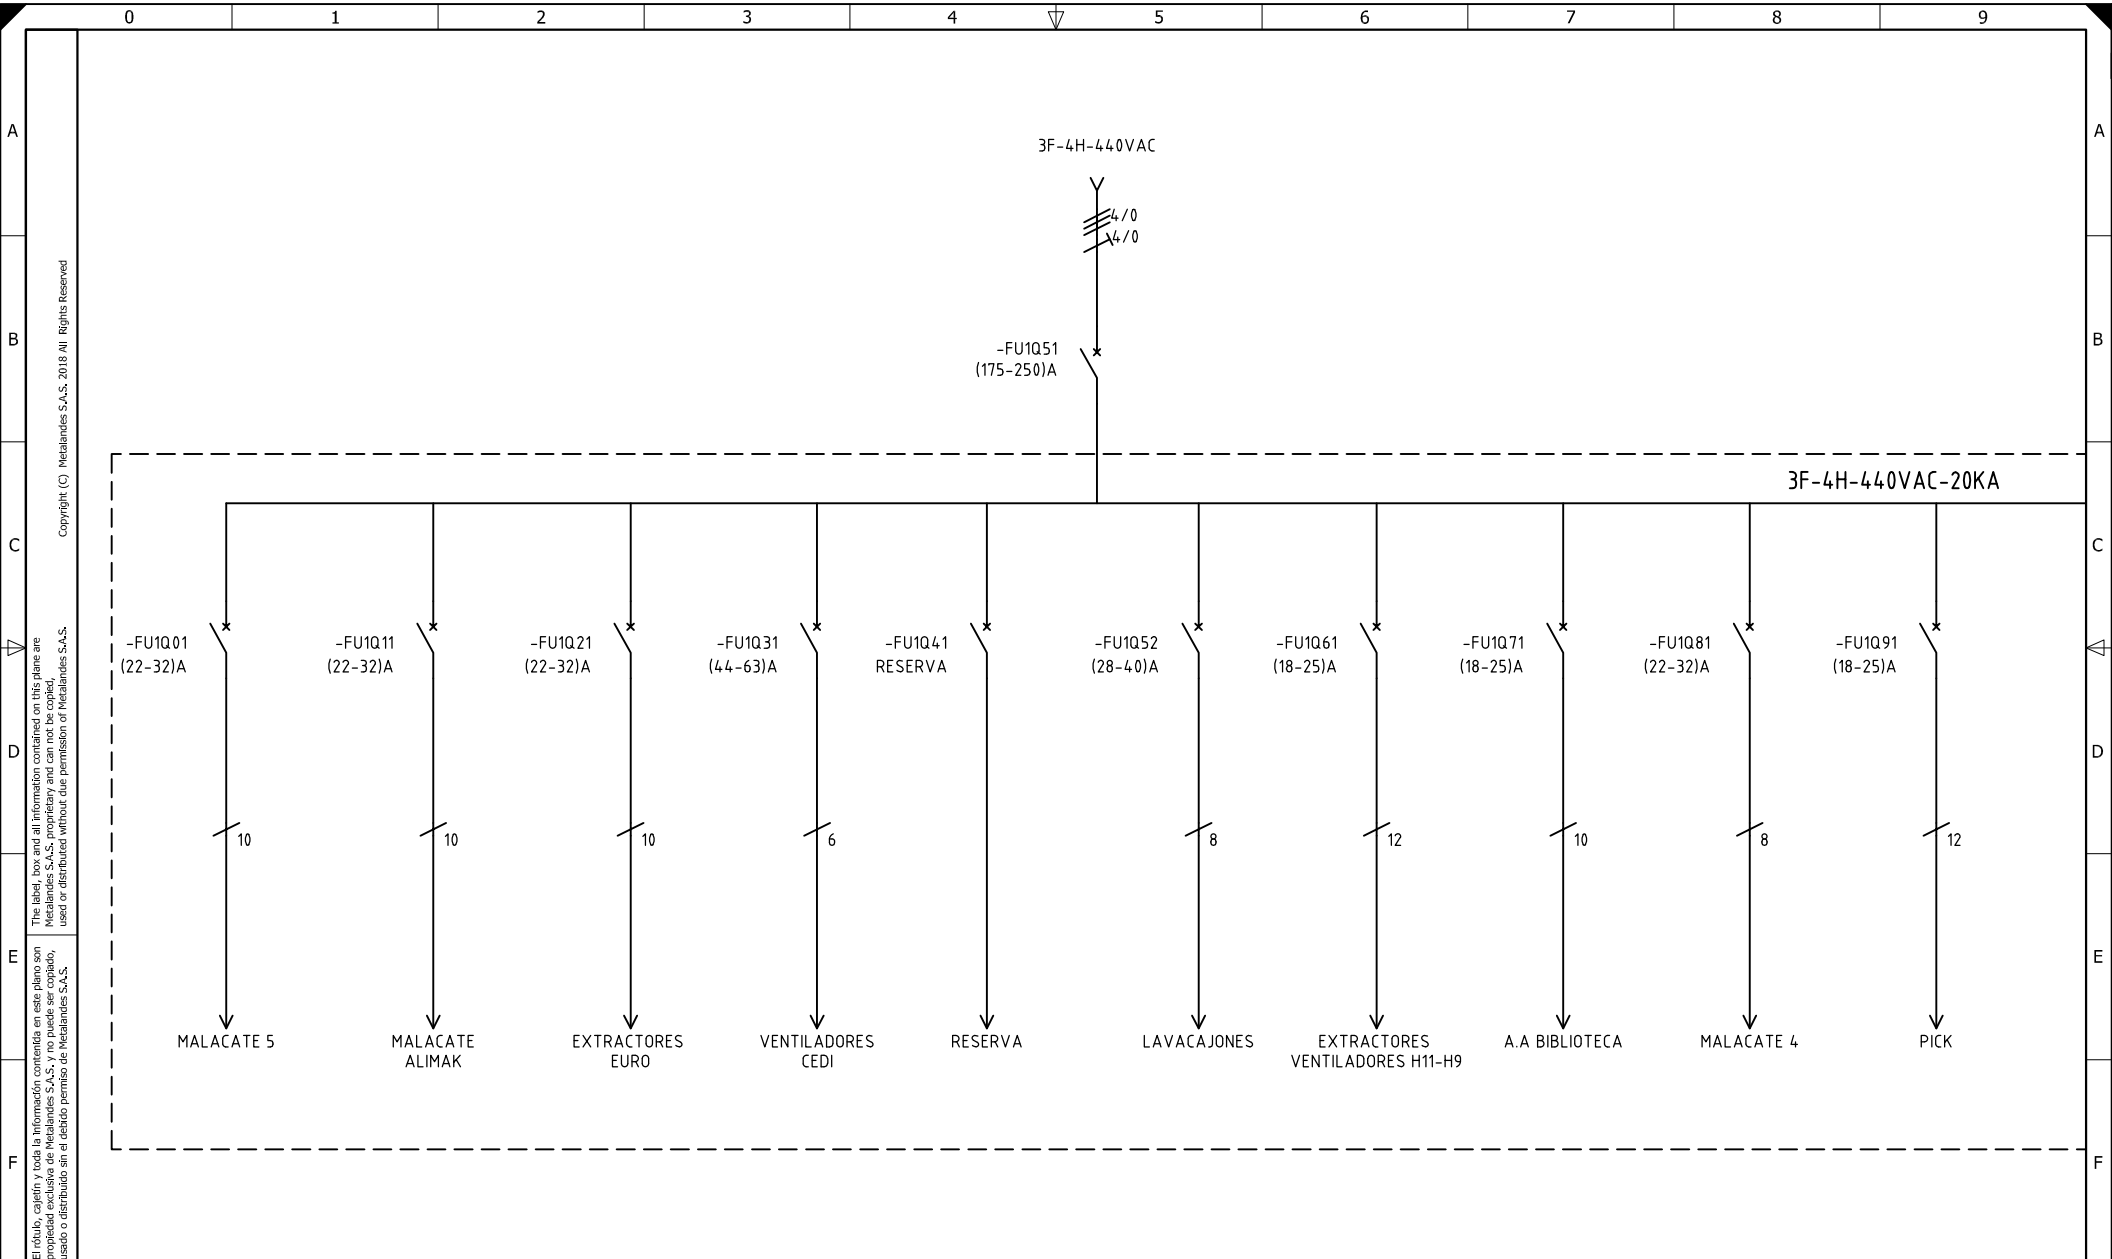 0 1 2 3 4 5 6 7 8 9
A A
3F-4H-440VAC
4/0
4/0
B B
-FU1Q51
(175-250)A
3F-4H-440VAC-20KA
C C
-FU1Q01 -FU1Q11 -FU1Q21 -FU1Q31 -FU1Q41 -FU1Q52 -FU1Q61 -FU1Q71 -FU1Q81 -FU1Q91
(22-32)A (22-32)A (22-32)A (44-63)A RESERVA (28-40)A (18-25)A (18-25)A (22-32)A (18-25)A
D D
10 10 10 6 8 12 10 8 12
E E
MALACATE 5
MALACATE
ALIMAK
EXTRACTORES
EURO
VENTILADORES
CEDI
RESERVA
LAVACAJONES
EXTRACTORES
VENTILADORES H11-H9
A.A BIBLIOTECA
MALACATE 4
PICK
F F
Copyright (C) Metalandes S.A.S. 2018 All Rights Reserved
The label, box and all information contained on this plane are
Metalandes S.A.S. proprietary and can not be copied,
used or distributed without due permission of Metalandes S.A.S.
El rótulo, cajetín y toda la información contenida en este plano son
propiedad exclusiva de Metalandes S.A.S. y no puede ser copiado,
usado o distribuido sin el debido permiso de Metalandes S.A.S.